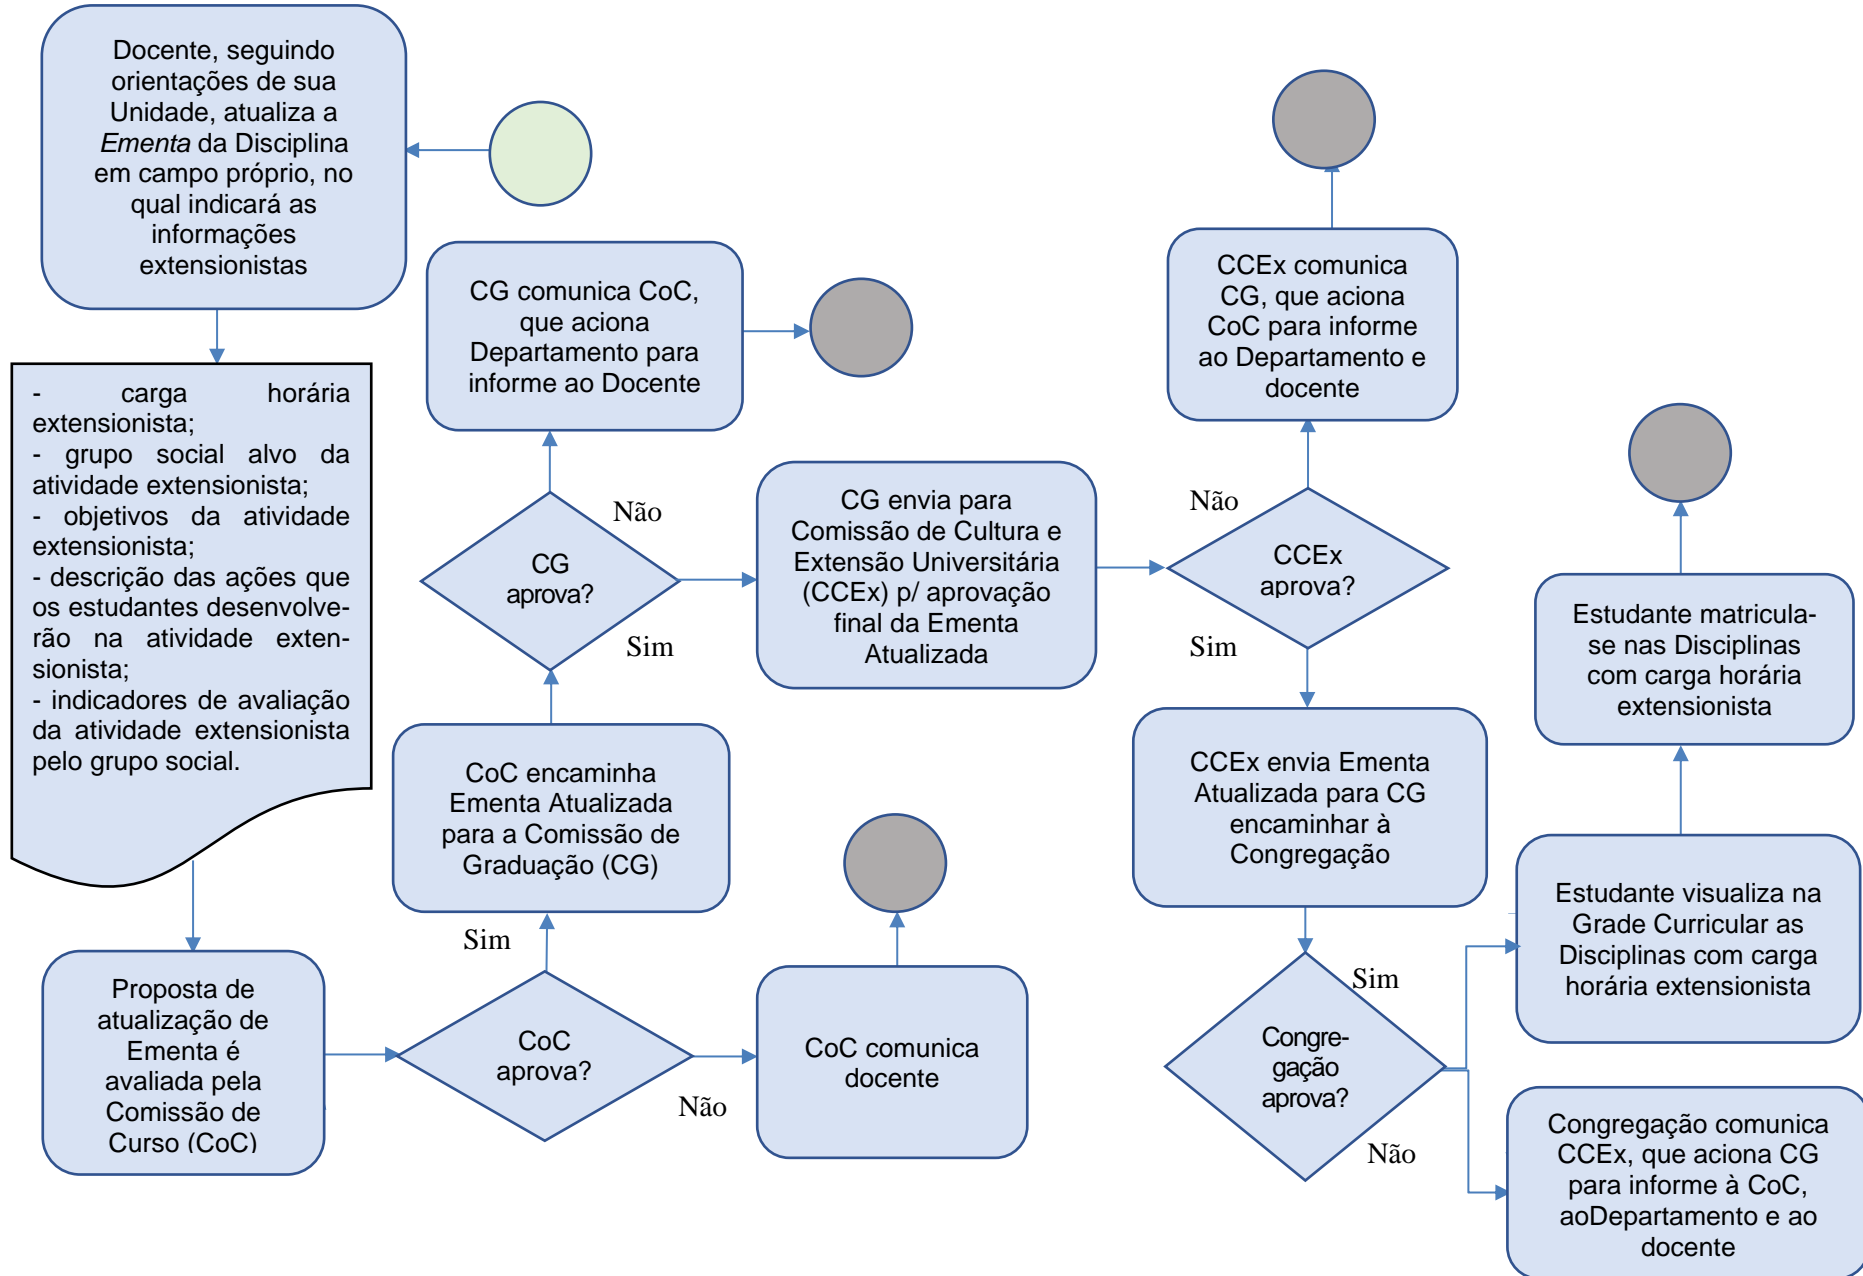 Docente, seguindo
orientações de sua
Unidade, atualiza a
Ementa da Disciplina
em campo próprio, no
qual indicará as
informações
extensionistas
- carga horária
extensionista;
- grupo social alvo da
atividade extensionista;
- objetivos da atividade
extensionista;
- descrição das ações que
os estudantes desenvolve-
rão na atividade exten-
sionista;
- indicadores de avaliação
da atividade extensionista
pelo grupo social.
Proposta de
atualização de
Ementa é
avaliada pela
Comissão de
Curso (CoC)
CoC
aprova?
Não
CoC comunica
docente
Sim
CoC encaminha
Ementa Atualizada
para a Comissão de
Graduação (CG)
CG
aprova?
Não
CG comunica CoC,
que aciona
Departamento para
informe ao Docente
Sim
CG envia para
Comissão de Cultura e
Extensão Universitária
(CCEx) p/ aprovação
final da Ementa
Atualizada
CCEx
aprova?
Não
CCEx comunica
CG, que aciona
CoC para informe
ao Departamento e
docente
Sim
CCEx envia Ementa
Atualizada para CG
encaminhar à
Congregação
Congre-
gação
aprova?
Sim
Estudante visualiza na
Grade Curricular as
Disciplinas com carga
horária extensionista
Estudante matricula-
se nas Disciplinas
com carga horária
extensionista
Não
Congregação comunica
CCEx, que aciona CG
para informe à CoC,
aoDepartamento e ao
docente